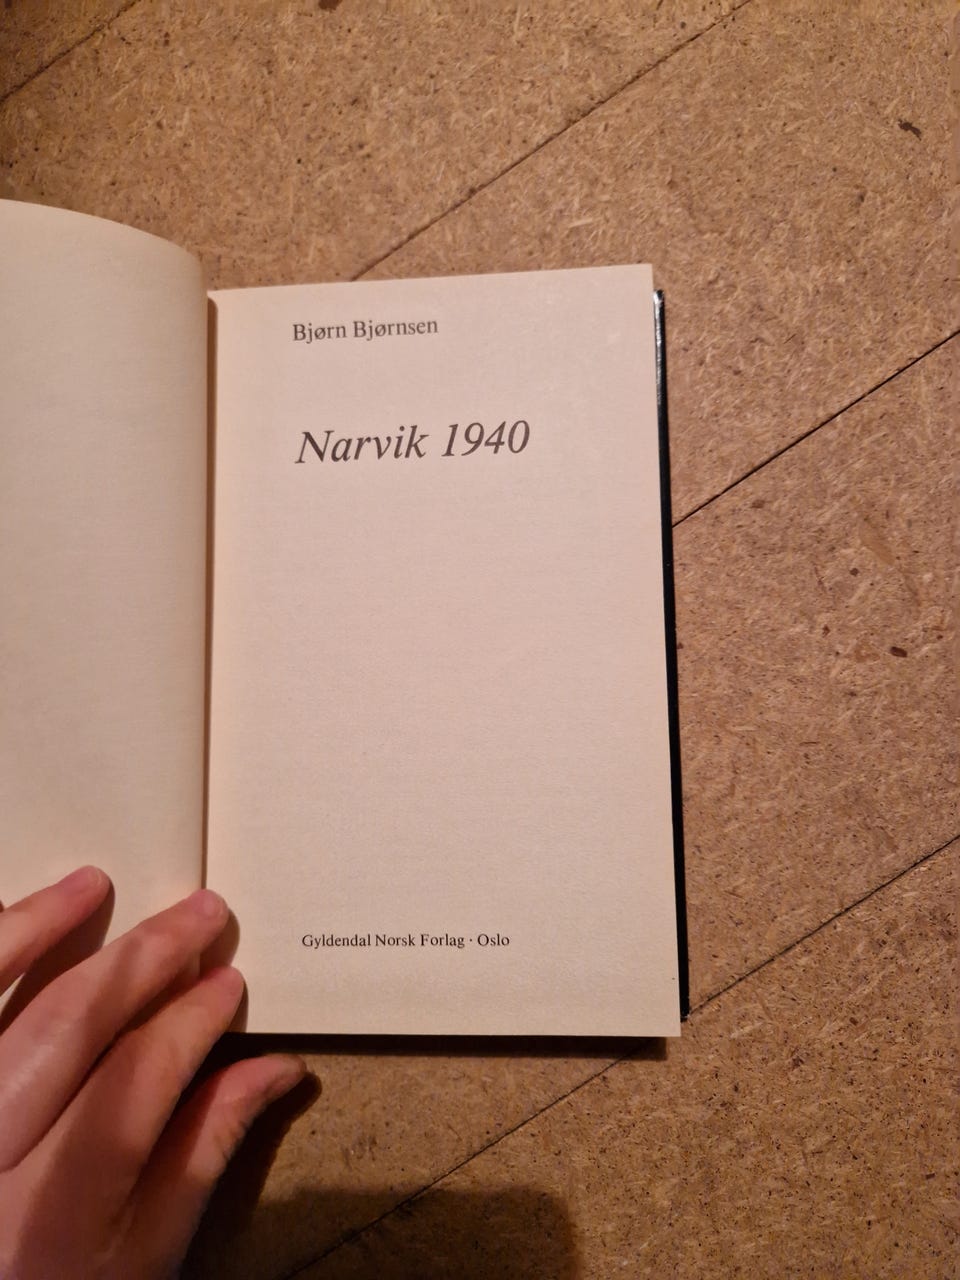 Bjørn Bjørnsen
Narvik 1940
Gyldendal Norsk Forlag · Oslo